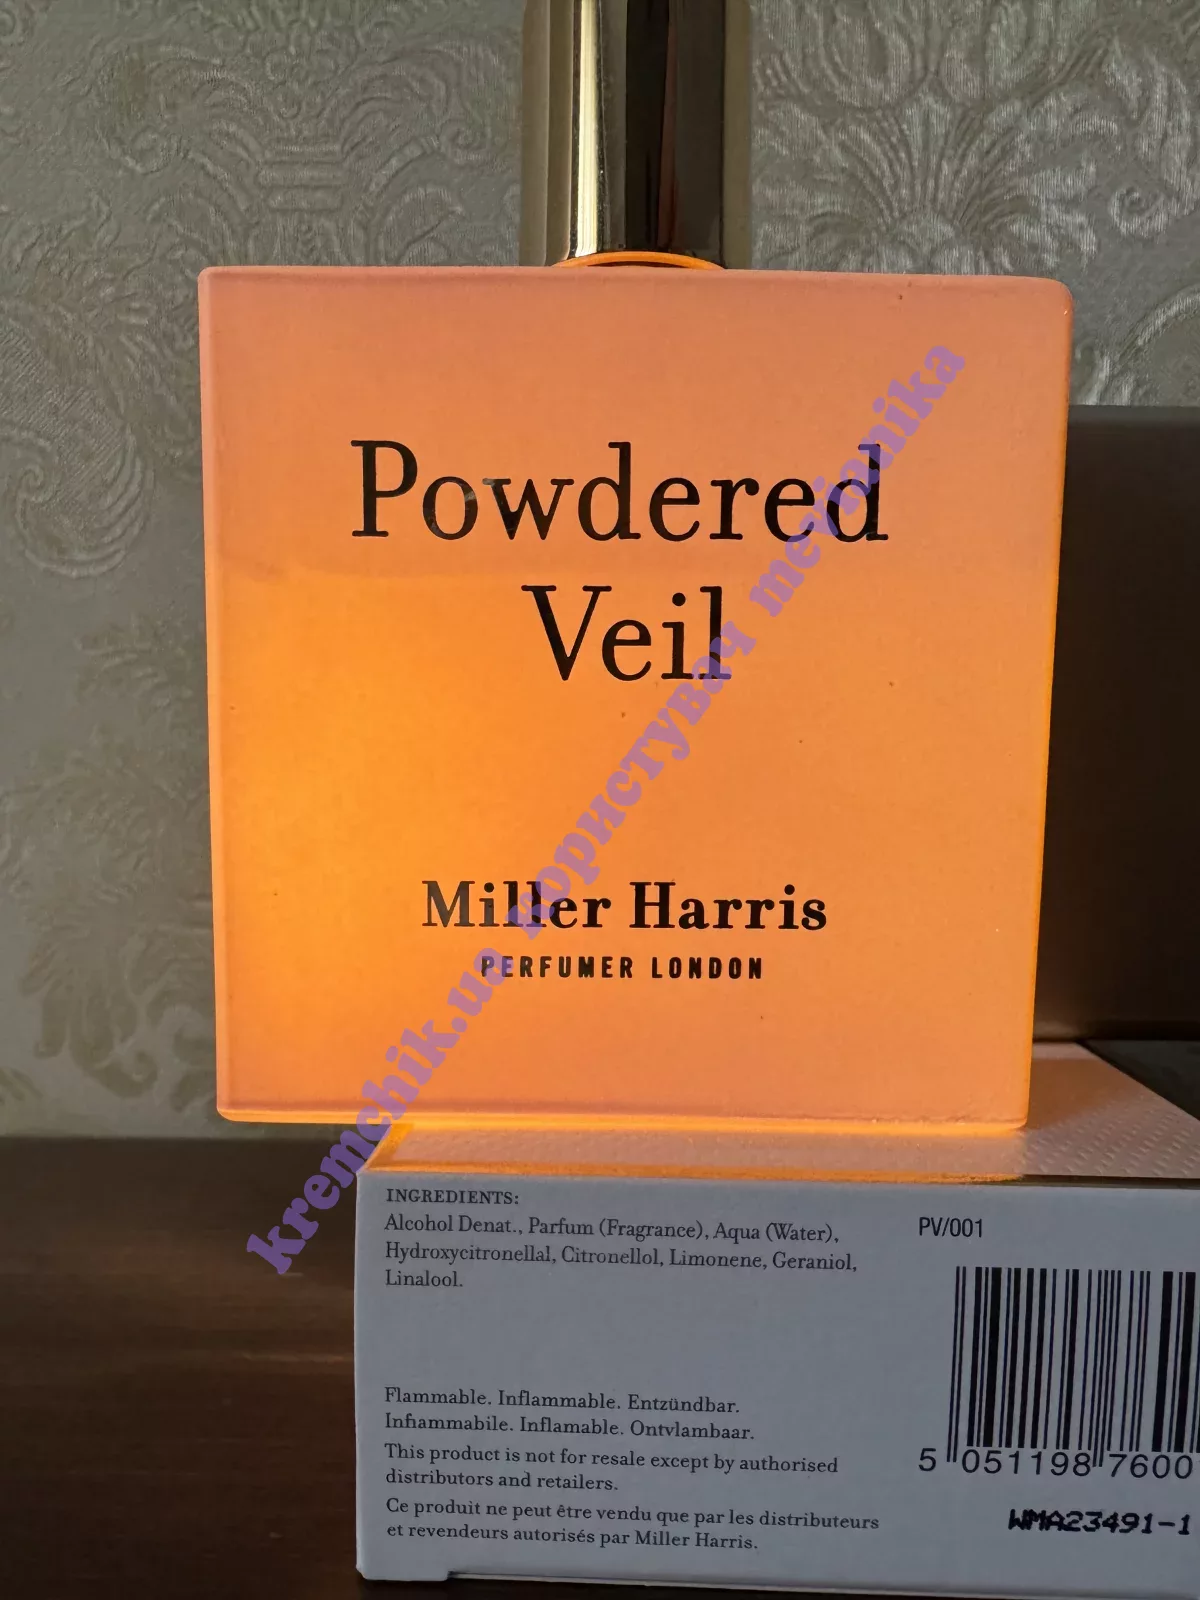 Powdered
Veil
Miller Harris
PERFUMER LONDON
kremchik.ua користувач mevianika
INGREDIENTS:
Alcohol Denat., Parfum (Fragrance), Aqua (Water),
Hydroxycitronellal, Citronellol, Limonene, Geraniol,
Linalool.
PV/001
Flammable. Inflammable. Entzündbar.
Infiammabile. Inflamable. Ontvlambaar.
This product is not for resale except by authorised
distributors and retailers.
Ce produit ne peut être vendu que par les distributeurs
et revendeurs autorisés par Miller Harris.
5 051198 7600
WMA23491-1